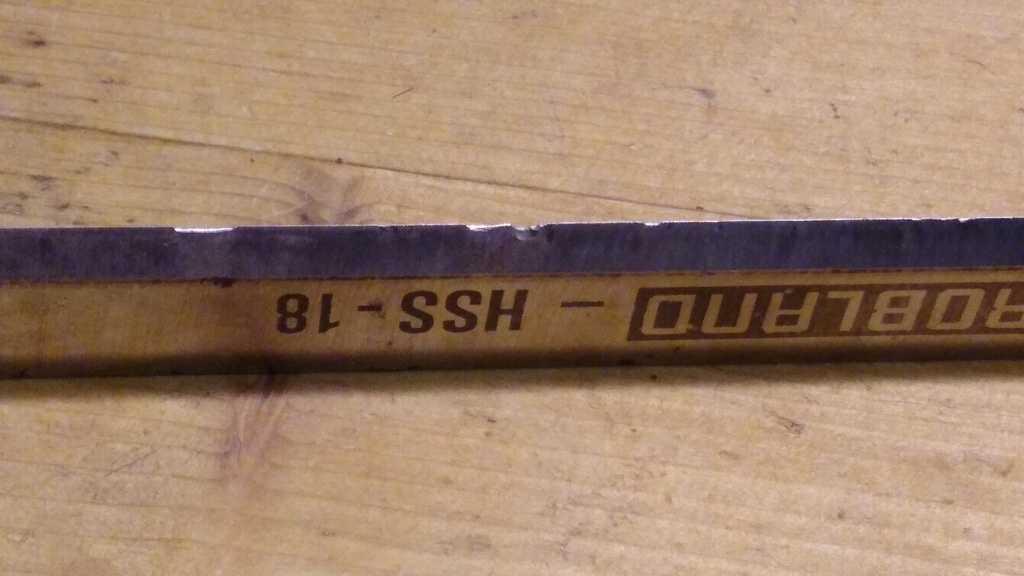 ROBLAND - HSS - 18